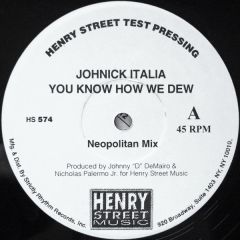 HENRY STREET TEST PRESSING
JOHNICK ITALIA
YOU KNOW HOW WE DEW
HS 574
A
45 RPM
Neopolitan Mix
Produced by Johnny "D" DeMairo &
Nicholas Palermo Jr. for Henry Street Music
HENRY
STREET
MUSIC
Mfg. & Dist. By Strictly Rhythm Records, Inc.
920 Broadway, Suite 1403 NY, NY, 10010.